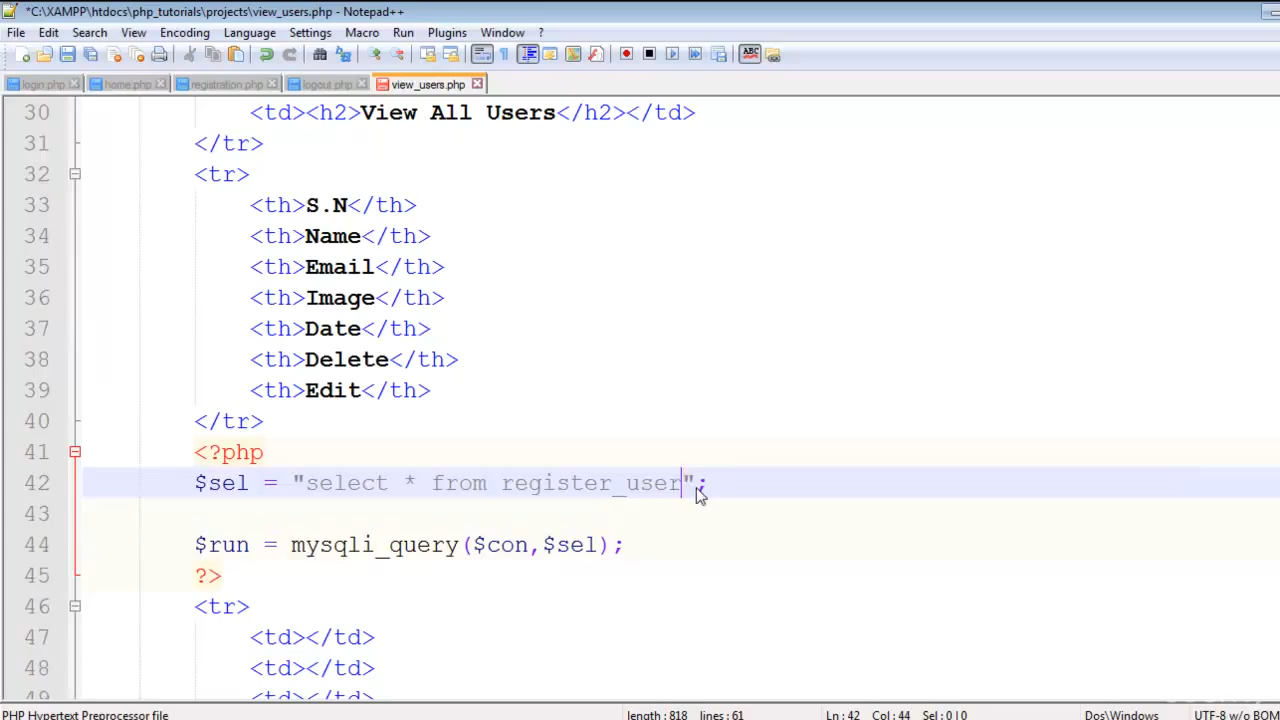 *C:\XAMPP\htdocs\php_tutorials\projects\view_users.php - Notepad++
File Edit Search View Encoding Language Settings Macro Run Plugins Window ?
login.php home.php registration.php logout.php view_users.php
30 <td><h2>View All Users</h2></td>
31 </tr>
32 <tr>
33 <th>S.N</th>
34 <th>Name</th>
35 <th>Email</th>
36 <th>Image</th>
37 <th>Date</th>
38 <th>Delete</th>
39 <th>Edit</th>
40 </tr>
41 <?php
42 $sel = "select * from register_user";
43
44 $run = mysqli_query($con,$sel);
45 ?>
46 <tr>
47 <td></td>
48 <td></td>
49 <td></td>
PHP Hypertext Preprocessor file length : 818 lines : 61 Ln : 42 Col : 44 Sel : 0 | 0 Dos\Windows UTF-8 w/o BOM